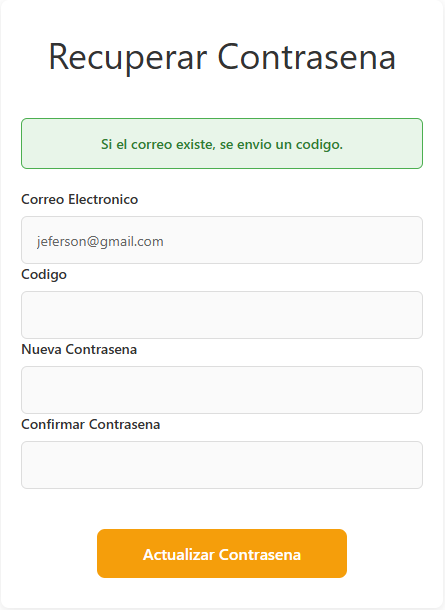 Recuperar Contrasena
Si el correo existe, se envio un codigo.
Correo Electronico
jeferson@gmail.com
Codigo
Nueva Contrasena
Confirmar Contrasena
Actualizar Contrasena